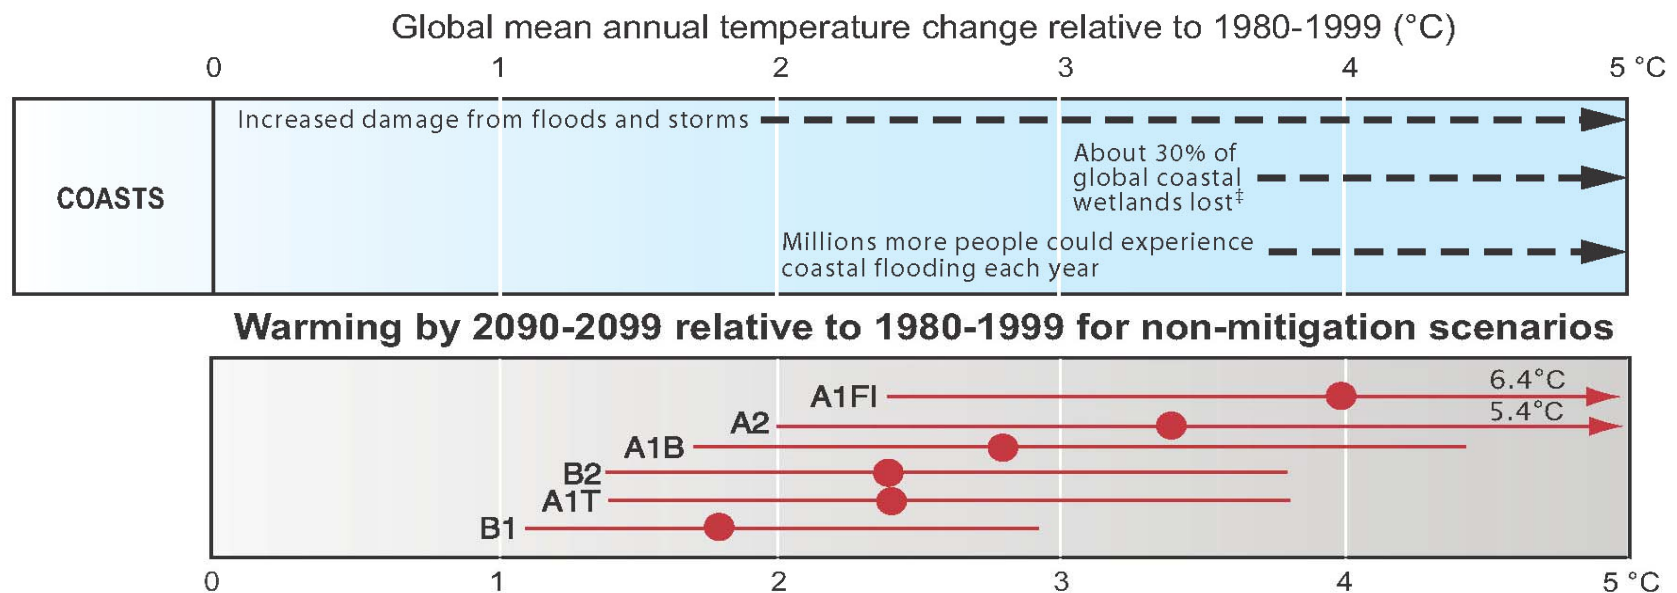 Global mean annual temperature change relative to 1980-1999 (°C)
0 1 2 3 4 5 °C
COASTS
Increased damage from floods and storms
About 30% of
global coastal
wetlands lost‡
Millions more people could experience
coastal flooding each year
Warming by 2090-2099 relative to 1980-1999 for non-mitigation scenarios
A1FI 6.4°C
A2 5.4°C
A1B
B2
A1T
B1
0 1 2 3 4 5 °C